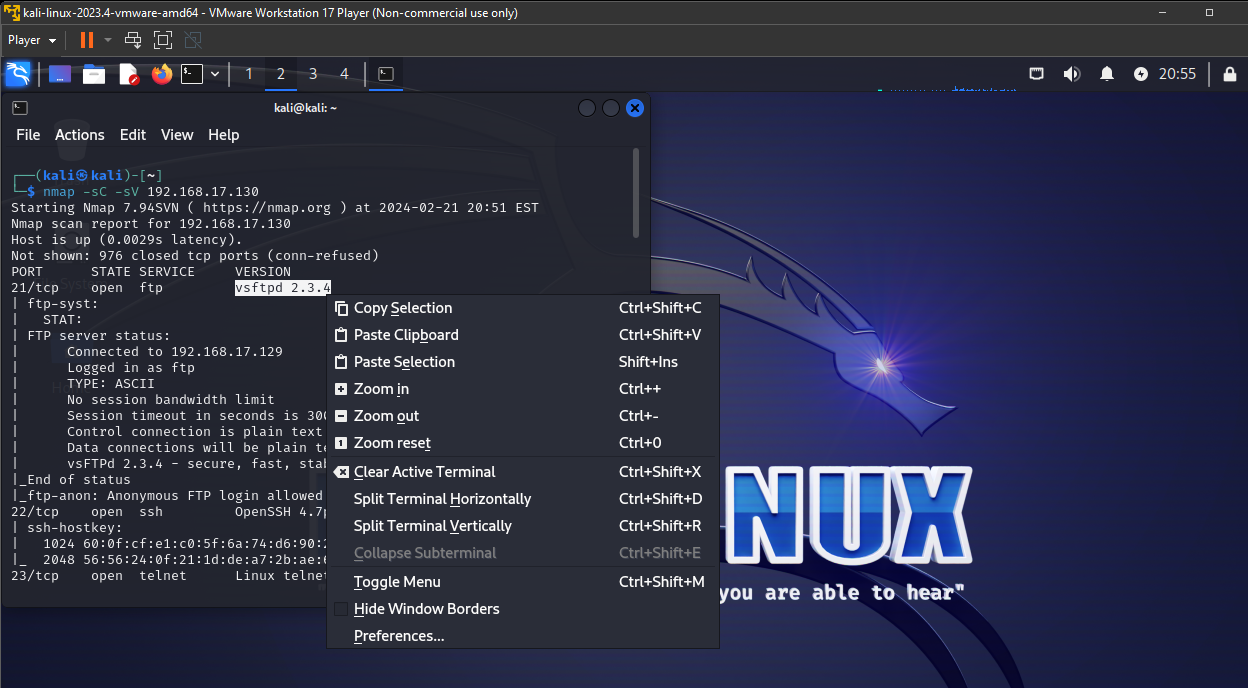 kali-linux-2023.4-vmware-amd64 - VMware Workstation 17 Player (Non-commercial use only)
Player
1 2 3 4
20:55
kali@kali: ~
File Actions Edit View Help
┌──(kali㉿kali)-[~]
└─$ nmap -sC -sV 192.168.17.130
Starting Nmap 7.94SVN ( https://nmap.org ) at 2024-02-21 20:51 EST
Nmap scan report for 192.168.17.130
Host is up (0.0029s latency).
Not shown: 976 closed tcp ports (conn-refused)
PORT STATE SERVICE VERSION
21/tcp open ftp vsftpd 2.3.4
| ftp-syst:
| STAT:
| FTP server status:
| Connected to 192.168.17.129
| Logged in as ftp
| TYPE: ASCII
| No session bandwidth limit
| Session timeout in seconds is 300
| Control connection is plain text
| Data connections will be plain te
| vsFTPd 2.3.4 - secure, fast, stab
|_End of status
|_ftp-anon: Anonymous FTP login allowed
22/tcp open ssh OpenSSH 4.7p
| ssh-hostkey:
| 1024 60:0f:cf:e1:c0:5f:6a:74:d6:90:2
|_ 2048 56:56:24:0f:21:1d:de:a7:2b:ae:6
23/tcp open telnet Linux telnet
Copy Selection Ctrl+Shift+C
Paste Clipboard Ctrl+Shift+V
Paste Selection Shift+Ins
Zoom in Ctrl++
Zoom out Ctrl+-
Zoom reset Ctrl+0
Clear Active Terminal Ctrl+Shift+X
Split Terminal Horizontally Ctrl+Shift+D
Split Terminal Vertically Ctrl+Shift+R
Collapse Subterminal Ctrl+Shift+E
Toggle Menu Ctrl+Shift+M
Hide Window Borders
Preferences...
NUX
you are able to hear"